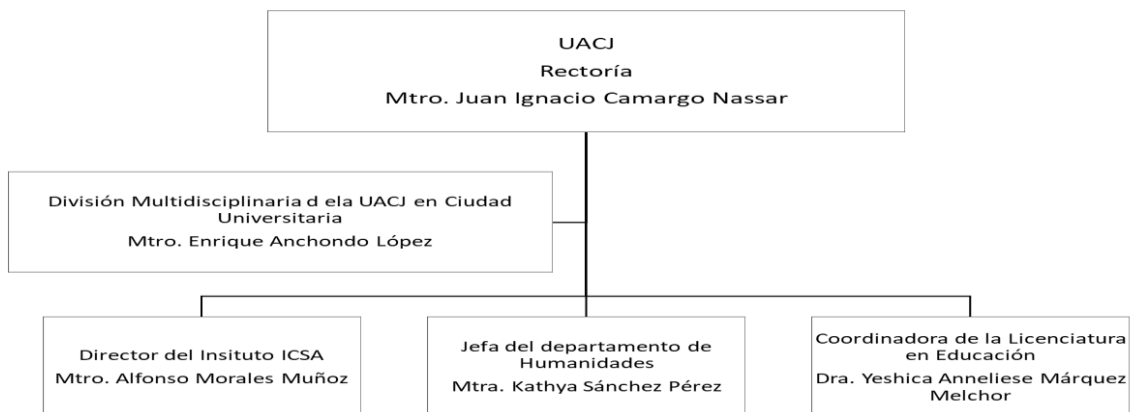 UACJ
Rectoría
Mtro. Juan Ignacio Camargo Nassar
División Multidisciplinaria d ela UACJ en Ciudad
Universitaria
Mtro. Enrique Anchondo López
Director del Insituto ICSA
Mtro. Alfonso Morales Muñoz
Jefa del departamento de
Humanidades
Mtra. Kathya Sánchez Pérez
Coordinadora de la Licenciatura
en Educación
Dra. Yeshica Anneliese Márquez
Melchor